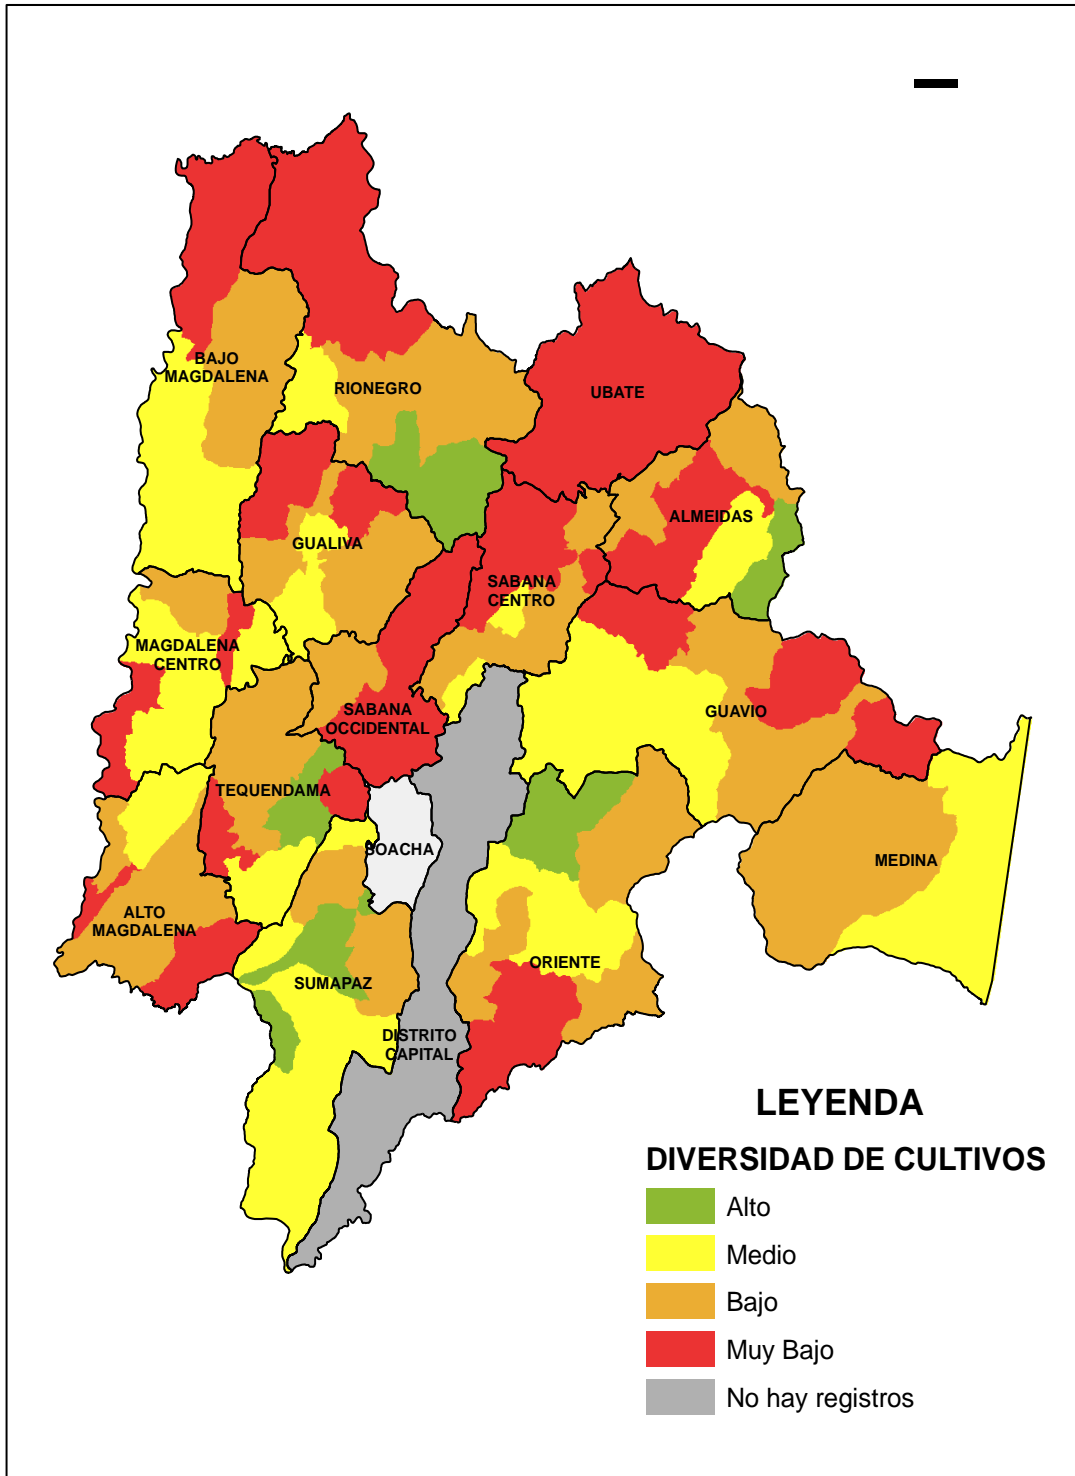 BAJO
MAGDALENA
RIONEGRO
UBATE
ALMEIDAS
GUALIVA
SABANA
CENTRO
MAGDALENA
CENTRO
SABANA
OCCIDENTAL
GUAVIO
TEQUENDAMA
SOACHA
MEDINA
ALTO
MAGDALENA
ORIENTE
SUMAPAZ
DISTRITO
CAPITAL
LEYENDA
DIVERSIDAD DE CULTIVOS
Alto
Medio
Bajo
Muy Bajo
No hay registros